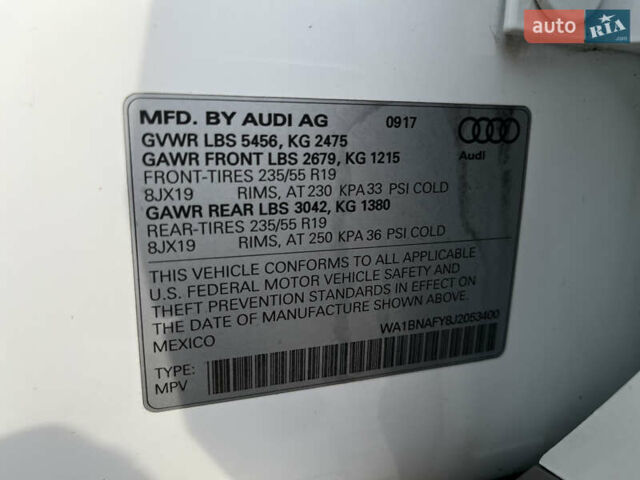 auto RIA.com
MFD. BY AUDI AG 0917
GVWR LBS 5456, KG 2475
GAWR FRONT LBS 2679, KG 1215
Audi
FRONT-TIRES 235/55 R19
8JX19 RIMS, AT 230 KPA 33 PSI COLD
GAWR REAR LBS 3042, KG 1380
REAR-TIRES 235/55 R19
8JX19 RIMS, AT 250 KPA 36 PSI COLD
THIS VEHICLE CONFORMS TO ALL APPLICABLE
U.S. FEDERAL MOTOR VEHICLE SAFETY AND
THEFT PREVENTION STANDARDS IN EFFECT ON
THE DATE OF MANUFACTURE SHOWN ABOVE.
MEXICO WA1BNAFY8J2053400
TYPE:
MPV